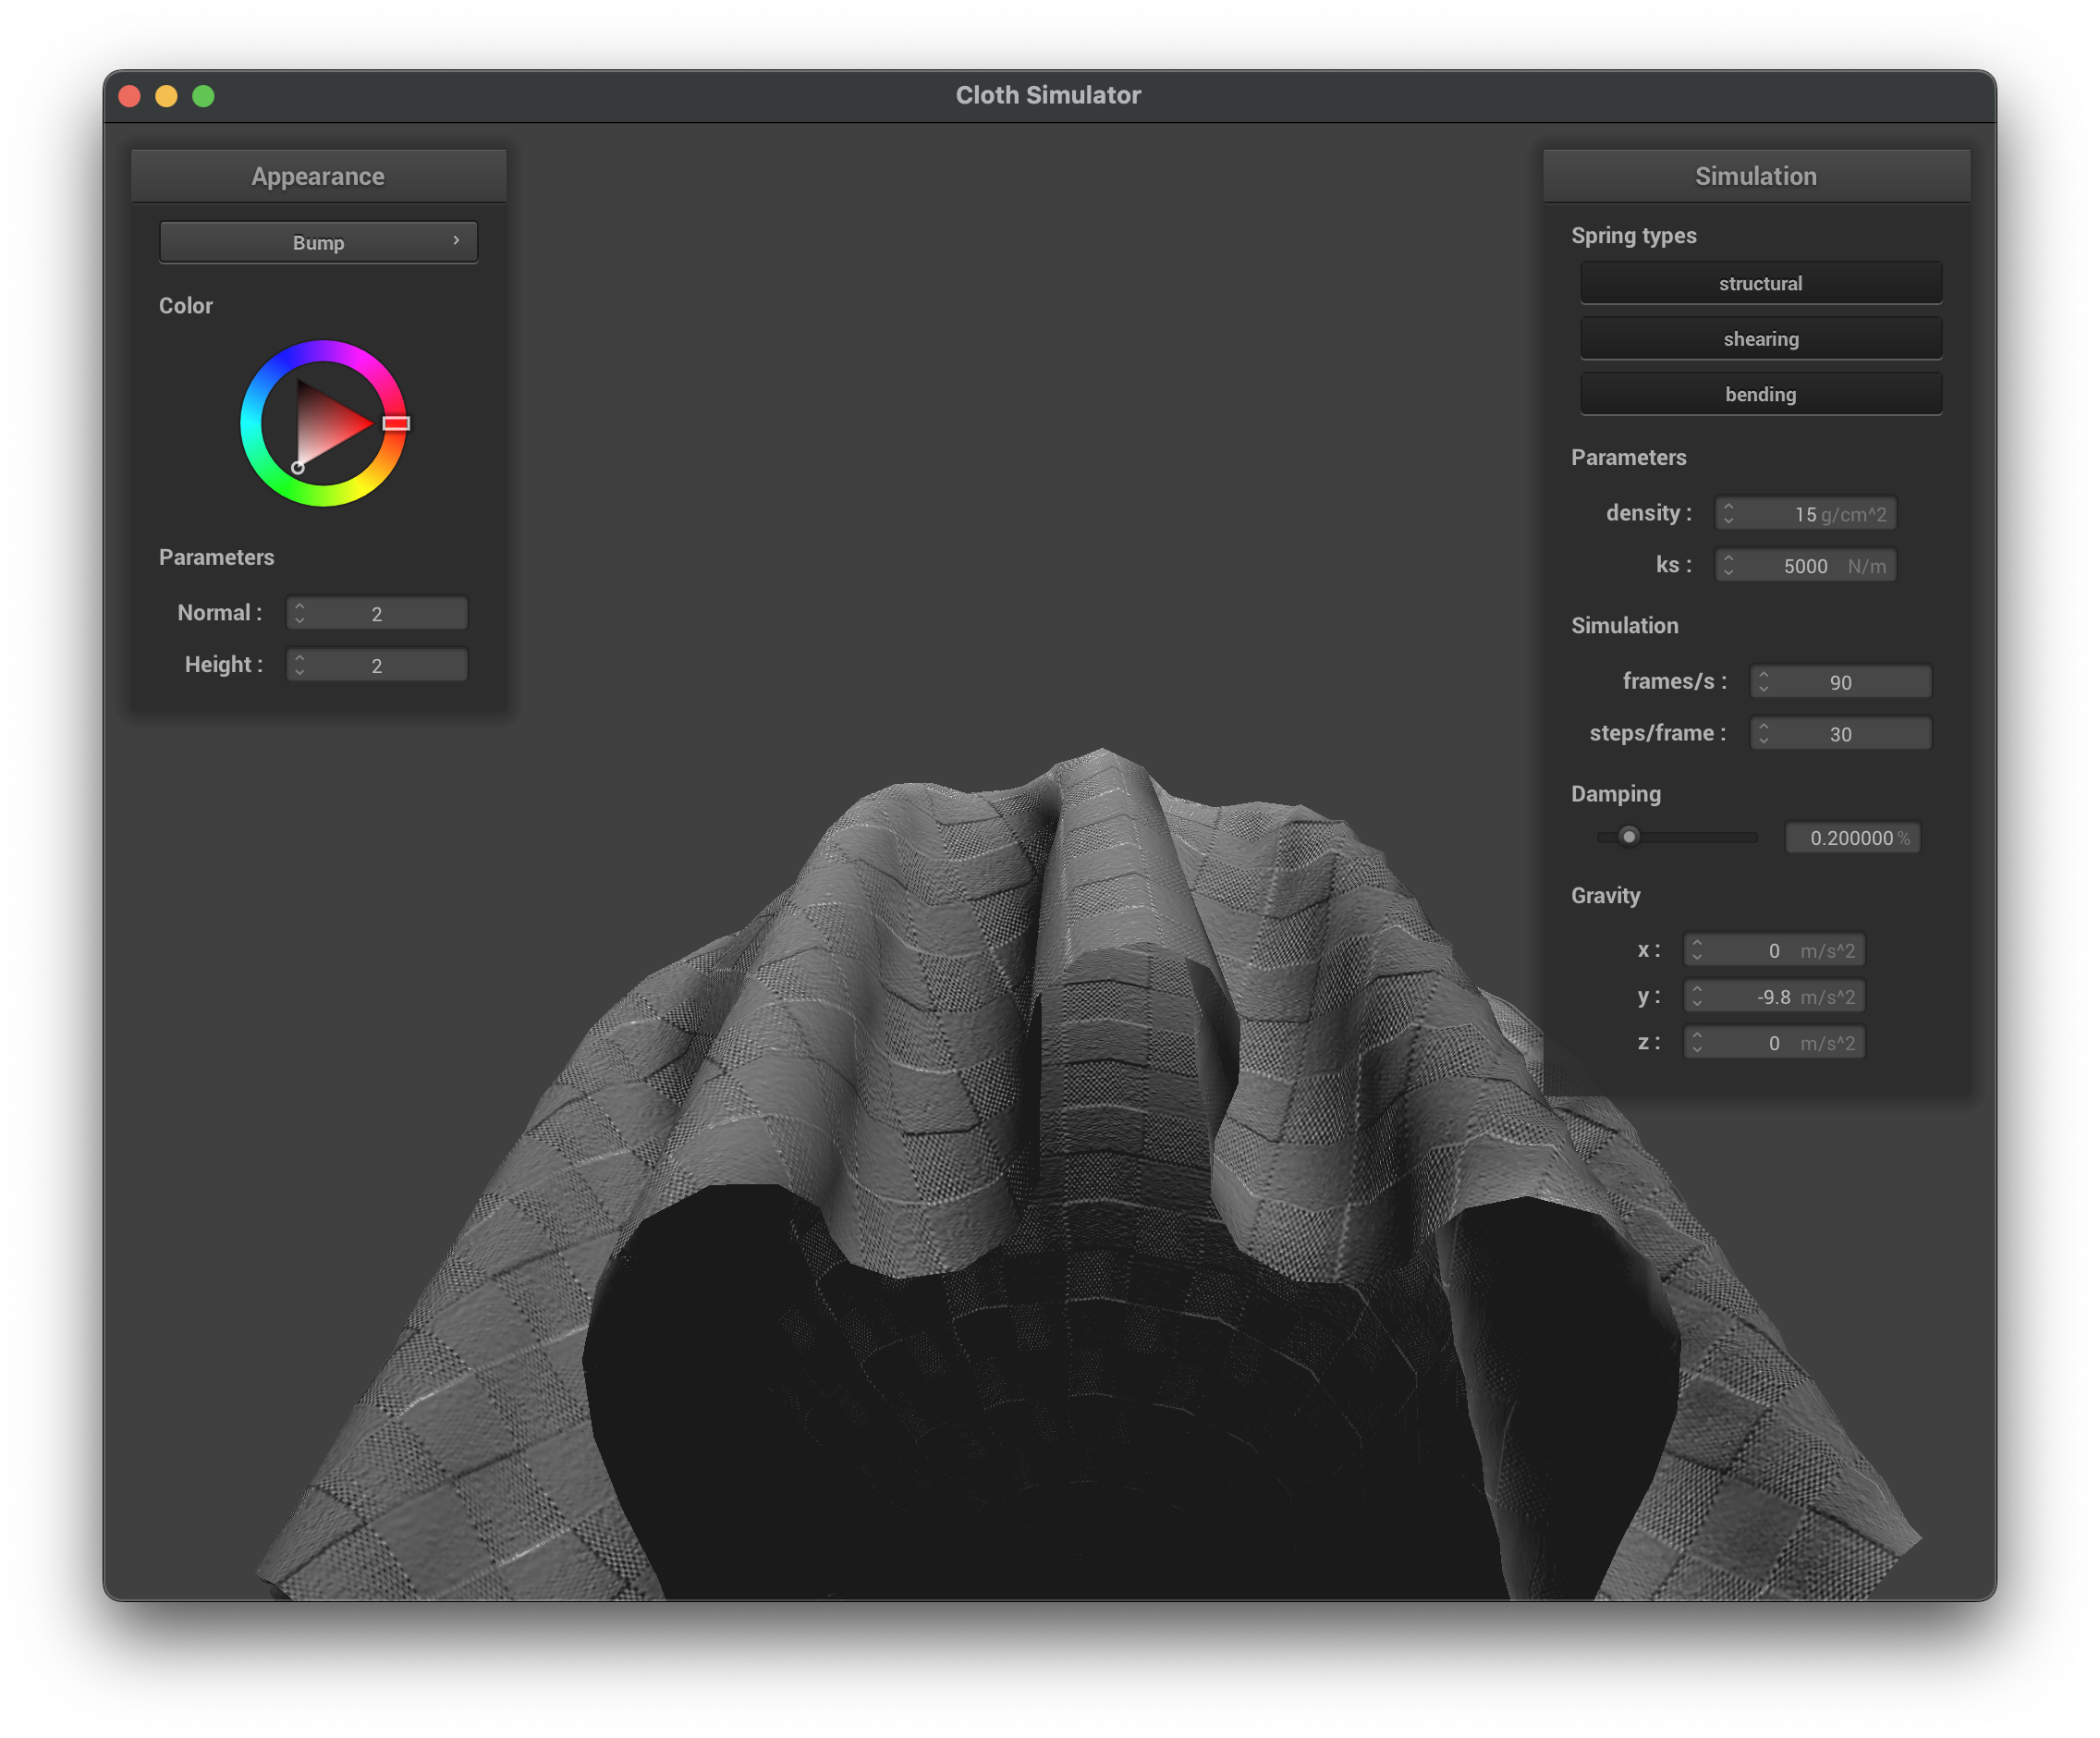 Cloth Simulator
Appearance
Bump
Color
Parameters
Normal : 2
Height : 2
Simulation
Spring types
structural
shearing
bending
Parameters
density : 15 g/cm^2
ks : 5000 N/m
Simulation
frames/s : 90
steps/frame : 30
Damping
0.200000 %
Gravity
x : 0 m/s^2
y : -9.8 m/s^2
z : 0 m/s^2